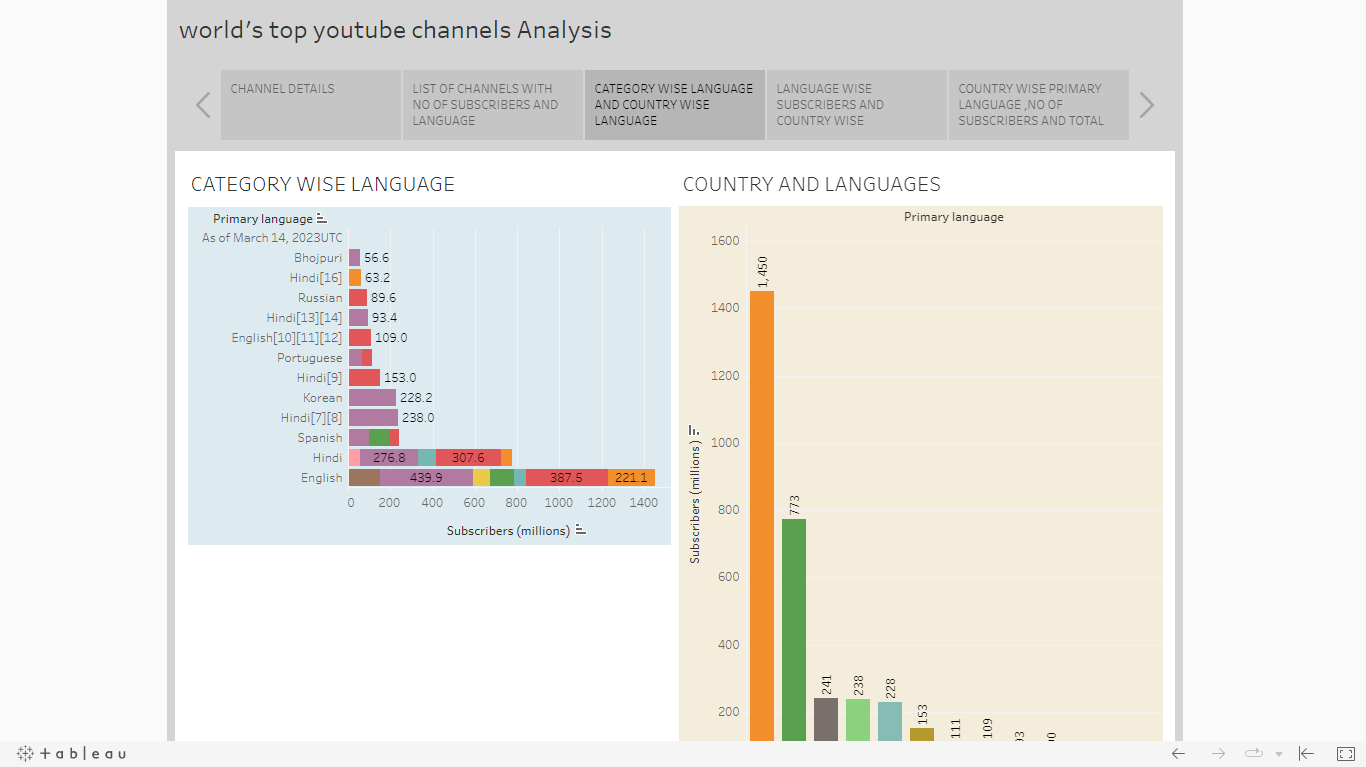 world's top youtube channels Analysis
CHANNEL DETAILS
LIST OF CHANNELS WITH
NO OF SUBSCRIBERS AND
LANGUAGE
CATEGORY WISE LANGUAGE
AND COUNTRY WISE
LANGUAGE
LANGUAGE WISE
SUBSCRIBERS AND
COUNTRY WISE
COUNTRY WISE PRIMARY
LANGUAGE ,NO OF
SUBSCRIBERS AND TOTAL
CATEGORY WISE LANGUAGE
Primary language
As of March 14, 2023UTC
Bhojpuri 56.6
Hindi[16] 63.2
Russian 89.6
Hindi[13][14] 93.4
English[10][11][12] 109.0
Portuguese
Hindi[9] 153.0
Korean 228.2
Hindi[7][8] 238.0
Spanish
Hindi 276.8 307.6
English 439.9 387.5 221.1
0 200 400 600 800 1000 1200 1400
Subscribers (millions)
COUNTRY AND LANGUAGES
Primary language
Subscribers (millions)
1600
1400
1200
1000
800
600
400
200
1,450
773
241
238
228
153
111
109
+ a b | e a u